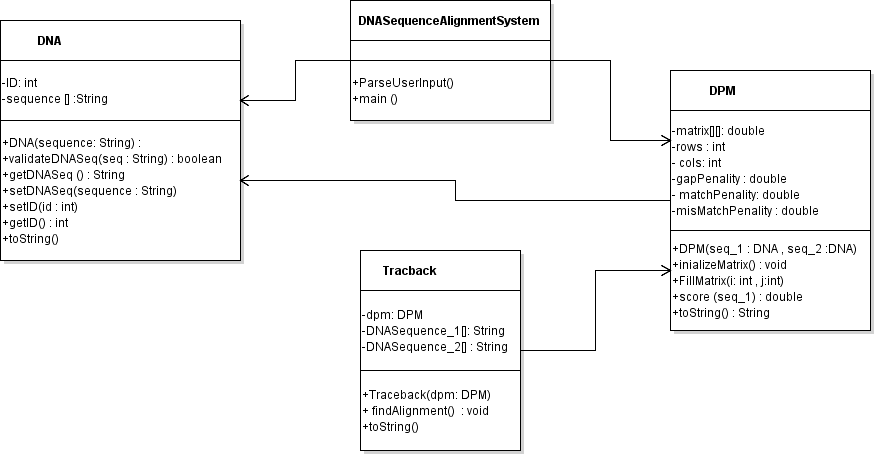 DNASequenceAlignmentSystem
+ParseUserInput()
+main ()
DNA
-ID: int
-sequence [] :String
+DNA(sequence: String) :
+validateDNASeq(seq : String) : boolean
+getDNASeq () : String
+setDNASeq(sequence : String)
+setID(id : int)
+getID() : int
+toString()
DPM
-matrix[][]: double
-rows : int
- cols: int
-gapPenality : double
- matchPenality: double
-misMatchPenality : double
+DPM(seq_1 : DNA , seq_2 :DNA)
+inializeMatrix() : void
+FillMatrix(i: int , j:int)
+score (seq_1) : double
+toString() : String
Tracback
-dpm: DPM
-DNASequence_1[]: String
-DNASequence_2[] : String
+Traceback(dpm: DPM)
+ findAlignment() : void
+toString()